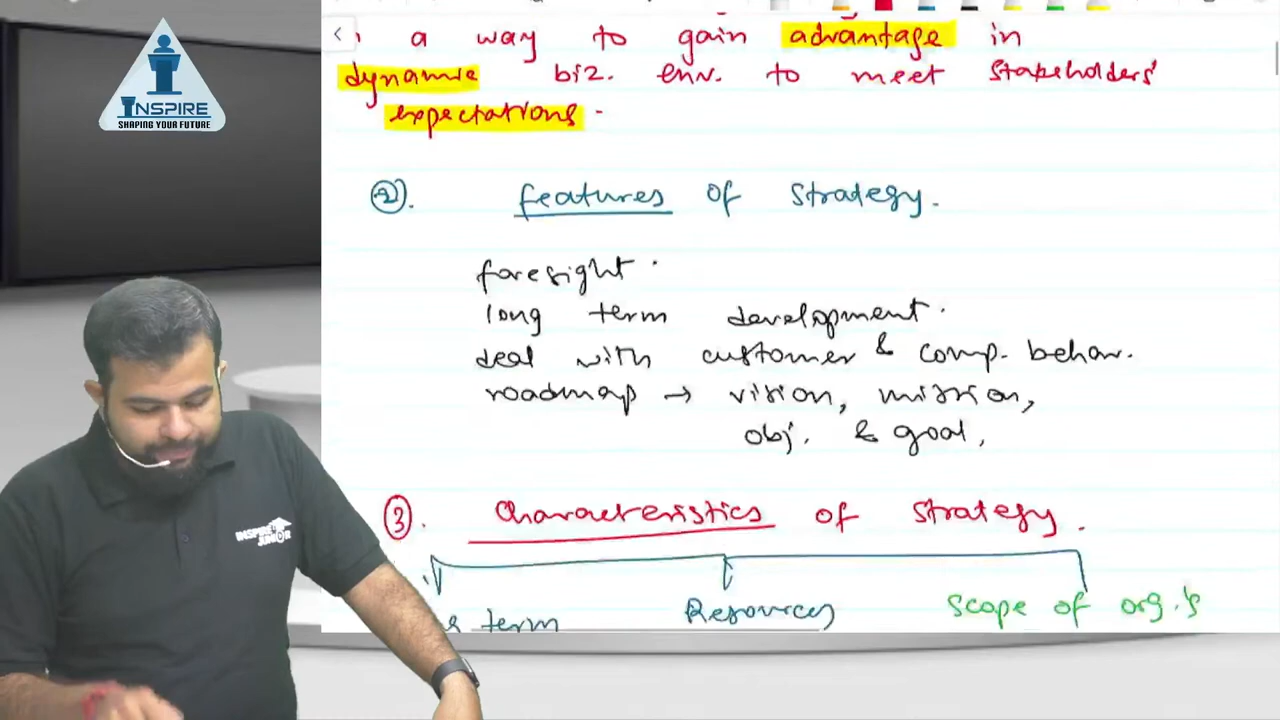 INSPIRE
SHAPING YOUR FUTURE
INSPIRE
JUNIOR
a way to gain advantage in
dynamic biz. env. to meet stakeholders'
expectations.
②. features of strategy.
foresight.
long term development.
deal with customer & comp. behav.
roadmap → vision, mission,
obj. & goal,
③. Characteristics of strategy.
term Resources scope of org.'s